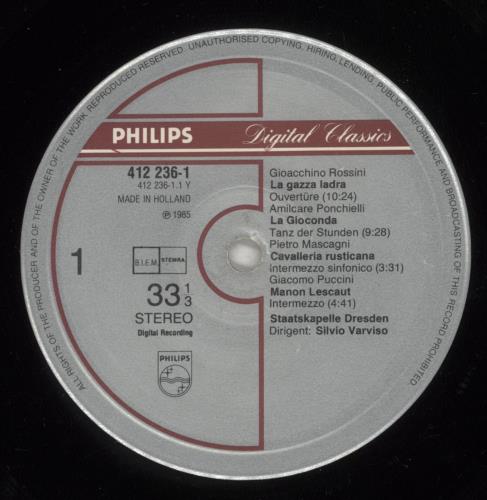 ALL RIGHTS OF THE PRODUCER AND OF THE OWNER OF THE WORK REPRODUCED RESERVED. UNAUTHORISED COPYING, HIRING, LENDING, PUBLIC PERFORMANCE AND BROADCASTING OF THIS RECORD PROHIBITED.
PHILIPS Digital Classics
412 236-1
412 236-1.1 Y
MADE IN HOLLAND
℗ 1985
1
B.I.E.M. STEMRA
33 1/3
STEREO
Digital Recording
PHILIPS
Gioacchino Rossini
La gazza ladra
Ouvertüre (10:24)
Amilcare Ponchielli
La Gioconda
Tanz der Stunden (9:28)
Pietro Mascagni
Cavalleria rusticana
Intermezzo sinfonico (3:31)
Giacomo Puccini
Manon Lescaut
Intermezzo (4:41)
Staatskapelle Dresden
Dirigent: Silvio Varviso